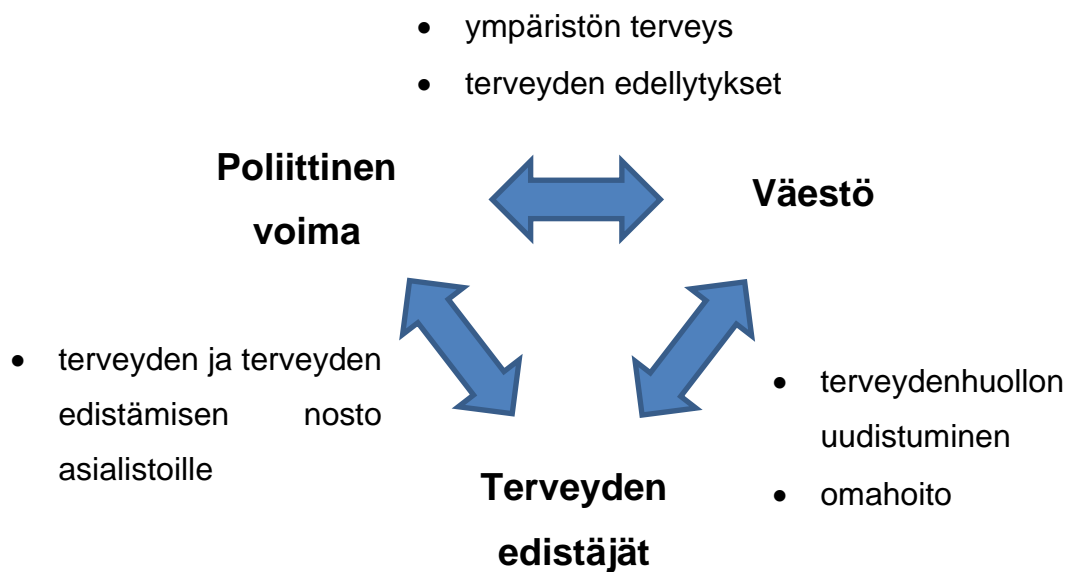 • ympäristön terveys
• terveyden edellytykset
Poliittinen
voima
Väestö
• terveyden ja terveyden
edistämisen nosto
asialistoille
• terveydenhuollon
uudistuminen
• omahoito
Terveyden
edistäjät